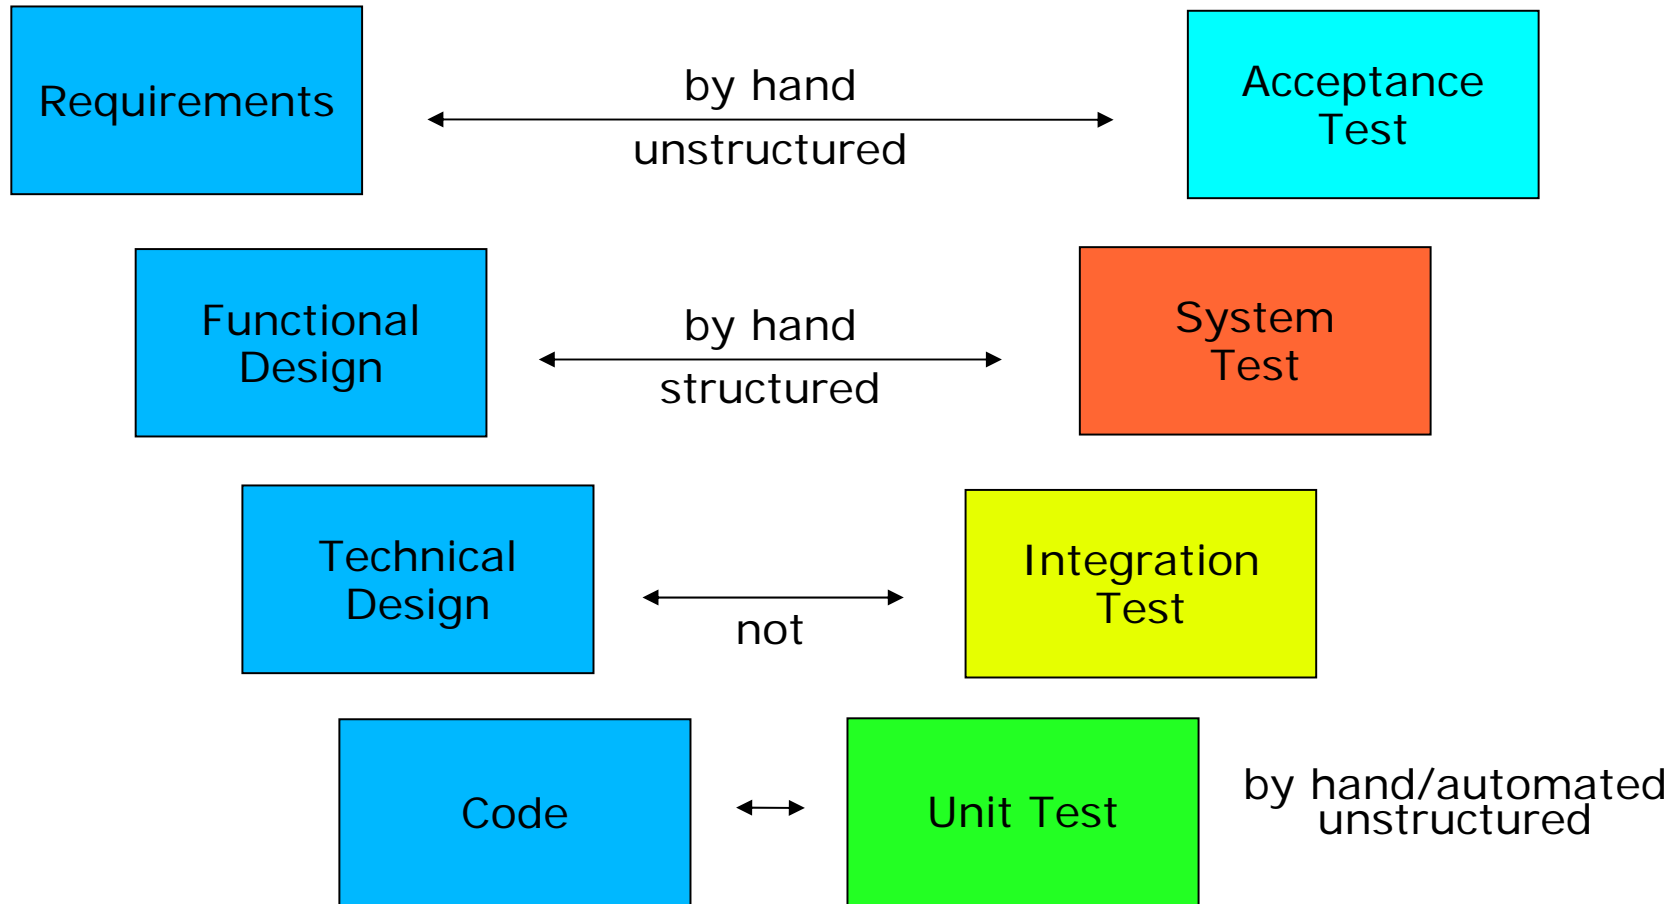 Requirements
by hand
unstructured
Acceptance
Test
Functional
Design
by hand
structured
System
Test
Technical
Design
not
Integration
Test
Code
Unit Test
by hand/automated
unstructured